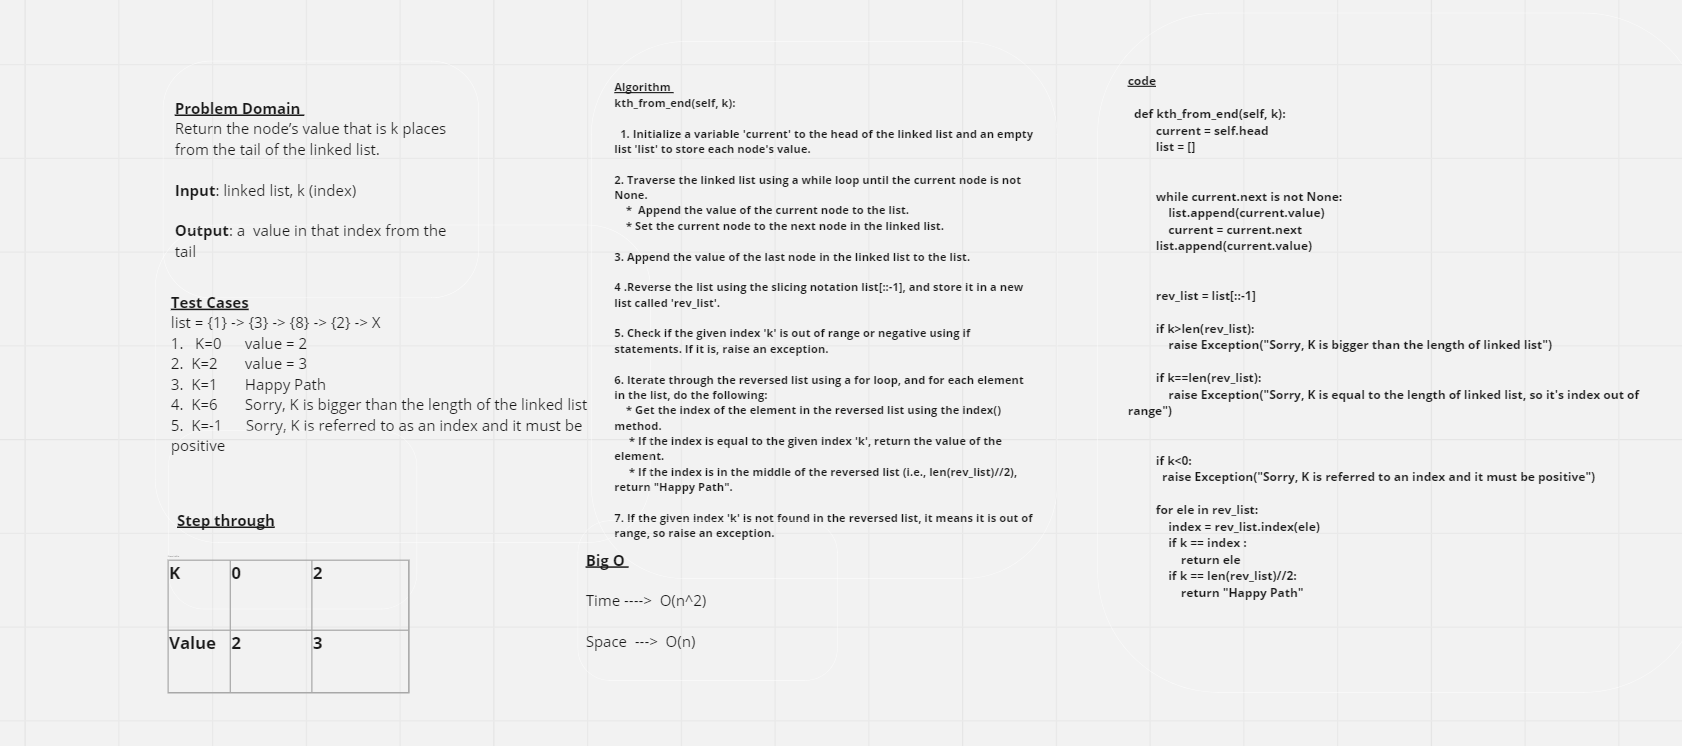 Problem Domain
Return the node’s value that is k places
from the tail of the linked list.
Input: linked list, k (index)
Output: a  value in that index from the
tail
Test Cases
list = {1} -> {3} -> {8} -> {2} -> X
1.   K=0      value = 2
2.  K=2      value = 3
3.  K=1      Happy Path
4.  K=6      Sorry, K is bigger than the length of the linked list
5.  K=-1     Sorry, K is referred to as an index and it must be
positive
Step through
K 0 2
Value 2 3
Algorithm
kth_from_end(self, k):
1. Initialize a variable 'current' to the head of the linked list and an empty
list 'list' to store each node's value.
2. Traverse the linked list using a while loop until the current node is not
None.
*  Append the value of the current node to the list.
* Set the current node to the next node in the linked list.
3. Append the value of the last node in the linked list to the list.
4 .Reverse the list using the slicing notation list[::-1], and store it in a new
list called 'rev_list'.
5. Check if the given index 'k' is out of range or negative using if
statements. If it is, raise an exception.
6. Iterate through the reversed list using a for loop, and for each element
in the list, do the following:
* Get the index of the element in the reversed list using the index()
method.
* If the index is equal to the given index 'k', return the value of the
element.
* If the index is in the middle of the reversed list (i.e., len(rev_list)//2),
return "Happy Path".
7. If the given index 'k' is not found in the reversed list, it means it is out of
range, so raise an exception.
Big O
Time ---->  O(n^2)
Space  --->  O(n)
code
def kth_from_end(self, k):
current = self.head
list = []
while current.next is not None:
list.append(current.value)
current = current.next
list.append(current.value)
rev_list = list[::-1]
if k>len(rev_list):
raise Exception("Sorry, K is bigger than the length of linked list")
if k==len(rev_list):
raise Exception("Sorry, K is equal to the length of linked list, so it's index out of
range")
if k<0:
raise Exception("Sorry, K is referred to an index and it must be positive")
for ele in rev_list:
index = rev_list.index(ele)
if k == index :
return ele
if k == len(rev_list)//2:
return "Happy Path"